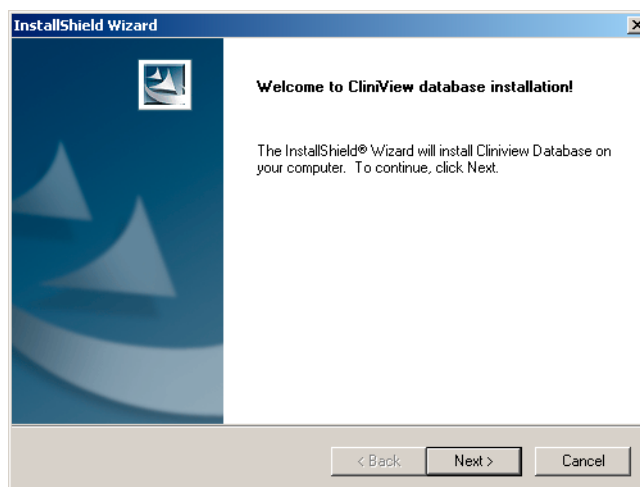 InstallShield Wizard
Welcome to CliniView database installation!
The InstallShield® Wizard will install Cliniview Database on
your computer. To continue, click Next.
< Back
Next >
Cancel